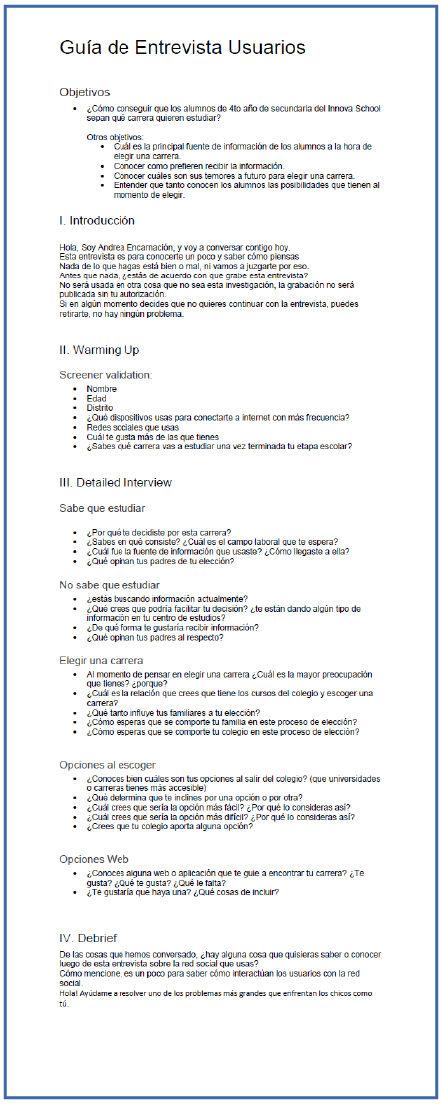 Guía de Entrevista Usuarios
Objetivos
• ¿Cómo conseguir que los alumnos de 4to año de secundaria del Innova School
sepan qué carrera quieren estudiar?
Otros objetivos:
• Cuál es la principal fuente de información de los alumnos a la hora de
elegir una carrera.
• Conocer como prefieren recibir la información.
• Conocer cuáles son sus temores a futuro para elegir una carrera.
• Entender que tanto conocen los alumnos las posibilidades que tienen al
momento de elegir.
I. Introducción
Hola, Soy Andrea Encarnación, y voy a conversar contigo hoy.
Esta entrevista es para conocerte un poco y saber cómo piensas
Nada de lo que hagas está bien o mal, ni vamos a juzgarte por eso.
Antes que nada, ¿estás de acuerdo con que grabe esta entrevista?
No será usada en otra cosa que no sea esta investigación, la grabación no será
publicada sin tu autorización.
Si en algún momento decides que no quieres continuar con la entrevista, puedes
retirarte, no hay ningún problema.
II. Warming Up
Screener validation:
• Nombre
• Edad
• Distrito
• ¿Qué dispositivos usas para conectarte a internet con más frecuencia?
• Redes sociales que usas
• Cuál te gusta más de las que tienes
• ¿Sabes qué carrera vas a estudiar una vez terminada tu etapa escolar?
III. Detailed Interview
Sabe que estudiar
• ¿Por qué te decidiste por esta carrera?
• ¿Sabes en qué consiste? ¿Cuál es el campo laboral que te espera?
• ¿Cuál fue la fuente de información que usaste? ¿Cómo llegaste a ella?
• ¿Qué opinan tus padres de tu elección?
No sabe que estudiar
• ¿estás buscando información actualmente?
• ¿Qué crees que podría facilitar tu decisión? ¿te están dando algún tipo de
información en tu centro de estudios?
• ¿De qué forma te gustaría recibir información?
• ¿Qué opinan tus padres al respecto?
Elegir una carrera
• Al momento de pensar en elegir una carrera ¿Cuál es la mayor preocupación
que tienes? ¿porque?
• ¿Cuál es la relación que crees que tiene los cursos del colegio y escoger una
carrera?
• ¿Qué tanto influye tus familiares a tu elección?
• ¿Cómo esperas que se comporte tu familia en este proceso de elección?
• ¿Cómo esperas que se comporte tu colegio en este proceso de elección?
Opciones al escoger
• ¿Conoces bien cuáles son tus opciones al salir del colegio? (que universidades
o carreras tienes más accesible)
• ¿Qué determina que te inclines por una opción o por otra?
• ¿Cuál crees que sería la opción más fácil? ¿Por qué lo consideras así?
• ¿Cuál crees que sería la opción más difícil? ¿Por qué lo consideras así?
• ¿Crees que tu colegio aporta alguna opción?
Opciones Web
• ¿Conoces alguna web o aplicación que te guie a encontrar tu carrera? ¿Te
gusta? ¿Qué te gusta? ¿Qué le falta?
• ¿Te gustaría que haya una? ¿Qué cosas de incluir?
IV. Debrief
De las cosas que hemos conversado, ¿hay alguna cosa que quisieras saber o conocer
luego de esta entrevista sobre la red social que usas?
Cómo mencione, es un poco para saber cómo interactúan los usuarios con la red
social.
Hola! Ayúdame a resolver uno de los problemas más grandes que enfrentan los chicos como
tú.